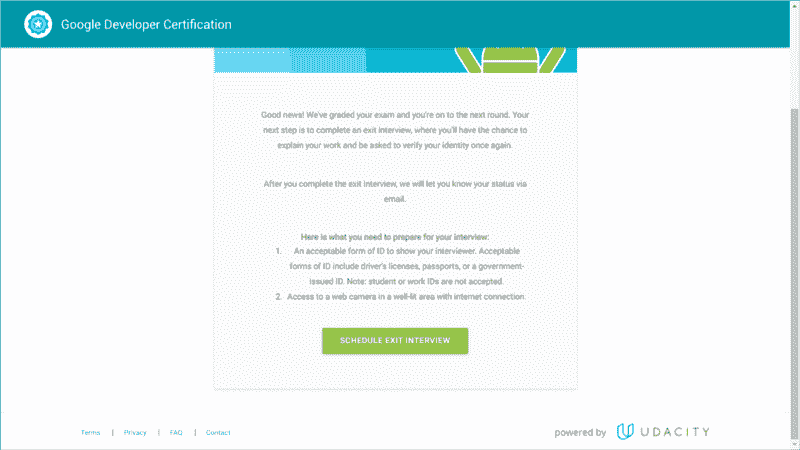 Google Developer Certification
Good news! We've graded your exam and you're on to the next round. Your
next step is to complete an exit interview, where you'll have the chance to
explain your work and be asked to verify your identity once again.
After you complete the exit interview, we will let you know your status via
email.
Here is what you need to prepare for your interview:
1. An acceptable form of ID to show your interviewer. Acceptable
forms of ID include driver's licenses, passports, or a government-
issued ID. Note: student or work IDs are not accepted.
2. Access to a web camera in a well-lit area with internet connection
SCHEDULE EXIT INTERVIEW
Terms | Privacy | FAQ | Contact
powered by UDACITY